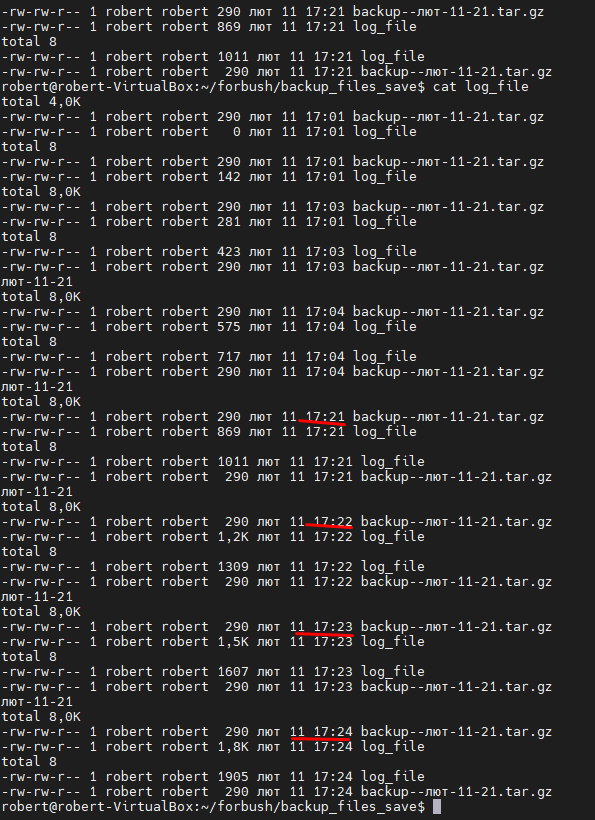 -rw-rw-r-- 1 robert robert 290 лют 11 17:21 backup--лют-11-21.tar.gz
-rw-rw-r-- 1 robert robert 869 лют 11 17:21 log_file
total 8
-rw-rw-r-- 1 robert robert 1011 лют 11 17:21 log_file
-rw-rw-r-- 1 robert robert  290 лют 11 17:21 backup--лют-11-21.tar.gz
robert@robert-VirtualBox:~/forbush/backup_files_save$ cat log_file
total 4,0K
-rw-rw-r-- 1 robert robert 290 лют 11 17:01 backup--лют-11-21.tar.gz
-rw-rw-r-- 1 robert robert   0 лют 11 17:01 log_file
total 8
-rw-rw-r-- 1 robert robert 290 лют 11 17:01 backup--лют-11-21.tar.gz
-rw-rw-r-- 1 robert robert 142 лют 11 17:01 log_file
total 8,0K
-rw-rw-r-- 1 robert robert 290 лют 11 17:03 backup--лют-11-21.tar.gz
-rw-rw-r-- 1 robert robert 281 лют 11 17:01 log_file
total 8
-rw-rw-r-- 1 robert robert 423 лют 11 17:03 log_file
-rw-rw-r-- 1 robert robert 290 лют 11 17:03 backup--лют-11-21.tar.gz
лют-11-21
total 8,0K
-rw-rw-r-- 1 robert robert 290 лют 11 17:04 backup--лют-11-21.tar.gz
-rw-rw-r-- 1 robert robert 575 лют 11 17:04 log_file
total 8
-rw-rw-r-- 1 robert robert 717 лют 11 17:04 log_file
-rw-rw-r-- 1 robert robert 290 лют 11 17:04 backup--лют-11-21.tar.gz
лют-11-21
total 8,0K
-rw-rw-r-- 1 robert robert 290 лют 11 17:21 backup--лют-11-21.tar.gz
-rw-rw-r-- 1 robert robert 869 лют 11 17:21 log_file
total 8
-rw-rw-r-- 1 robert robert 1011 лют 11 17:21 log_file
-rw-rw-r-- 1 robert robert  290 лют 11 17:21 backup--лют-11-21.tar.gz
лют-11-21
total 8,0K
-rw-rw-r-- 1 robert robert  290 лют 11 17:22 backup--лют-11-21.tar.gz
-rw-rw-r-- 1 robert robert 1,2K лют 11 17:22 log_file
total 8
-rw-rw-r-- 1 robert robert 1309 лют 11 17:22 log_file
-rw-rw-r-- 1 robert robert  290 лют 11 17:22 backup--лют-11-21.tar.gz
лют-11-21
total 8,0K
-rw-rw-r-- 1 robert robert  290 лют 11 17:23 backup--лют-11-21.tar.gz
-rw-rw-r-- 1 robert robert 1,5K лют 11 17:23 log_file
total 8
-rw-rw-r-- 1 robert robert 1607 лют 11 17:23 log_file
-rw-rw-r-- 1 robert robert  290 лют 11 17:23 backup--лют-11-21.tar.gz
лют-11-21
total 8,0K
-rw-rw-r-- 1 robert robert  290 лют 11 17:24 backup--лют-11-21.tar.gz
-rw-rw-r-- 1 robert robert 1,8K лют 11 17:24 log_file
total 8
-rw-rw-r-- 1 robert robert 1905 лют 11 17:24 log_file
-rw-rw-r-- 1 robert robert  290 лют 11 17:24 backup--лют-11-21.tar.gz
robert@robert-VirtualBox:~/forbush/backup_files_save$